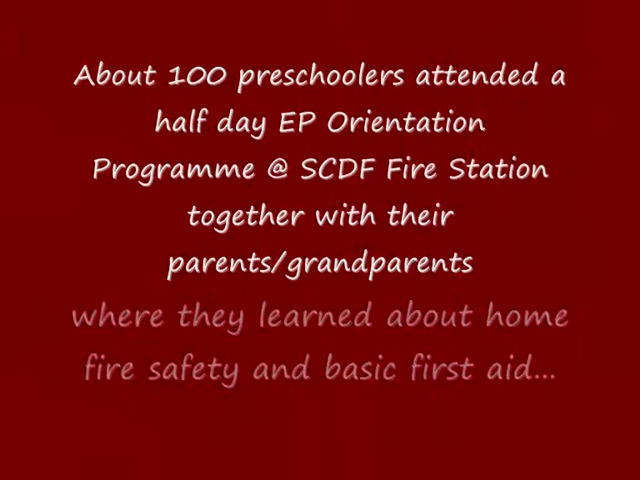 About 100 preschoolers attended a
half day EP Orientation
Programme @ SCDF Fire Station
together with their
parents/grandparents
where they learned about home
fire safety and basic first aid...